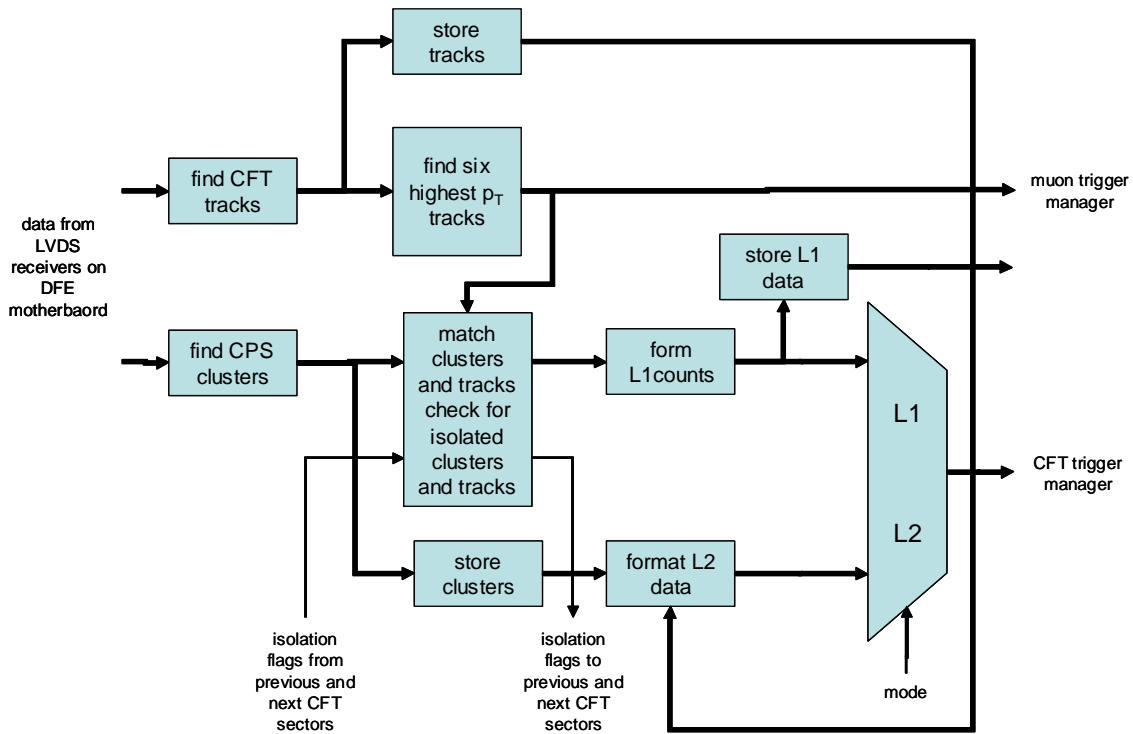 store
tracks
find CFT
tracks
find six
highest pT
tracks
muon trigger
manager
data from
LVDS
receivers on
DFE
motherbaord
store L1
data
find CPS
clusters
match
clusters
and tracks
check for
isolated
clusters
and tracks
form
L1counts
L1
L2
CFT trigger
manager
store
clusters
format L2
data
isolation
flags from
previous and
next CFT
sectors
isolation
flags to
previous and
next CFT
sectors
mode